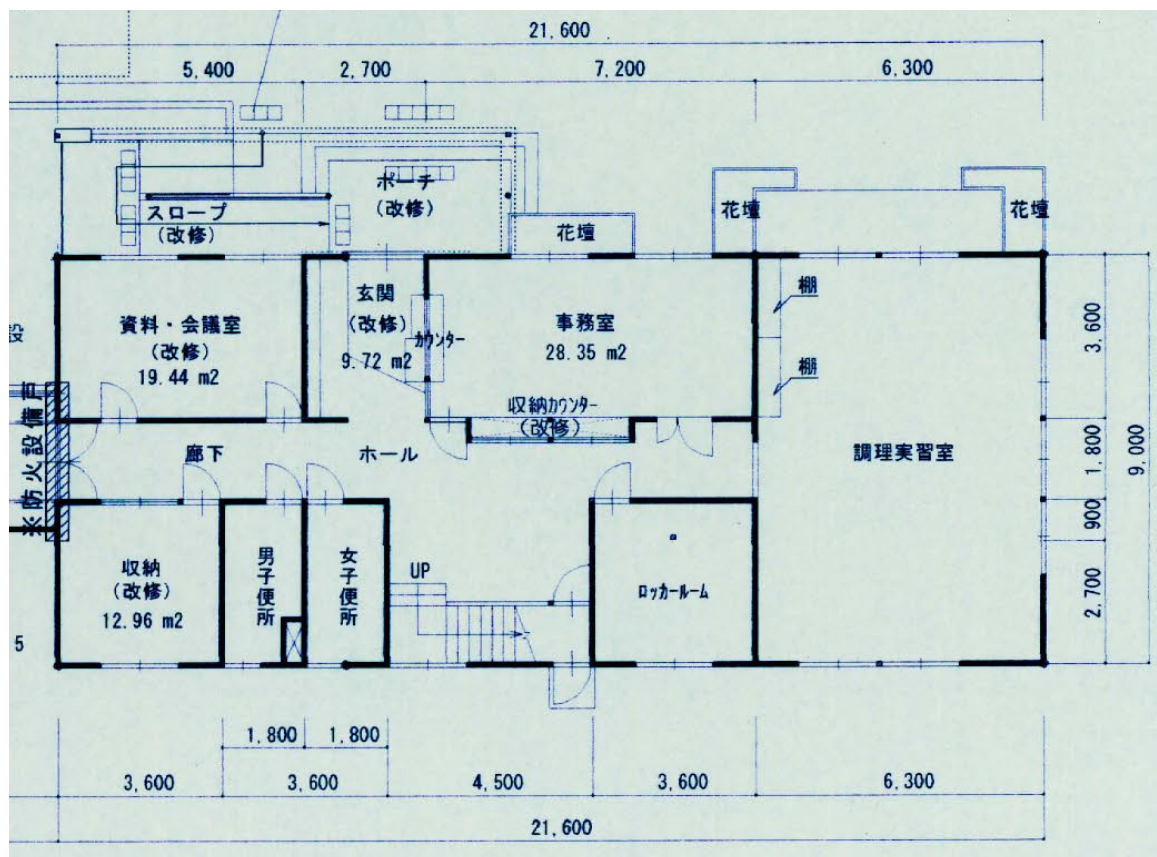 21,600
5,400
2,700
7,200
6,300
ポーチ
(改修)
スロープ
(改修)
花壇
花壇
花壇
玄関
(改修)
9.72 m2
カウンター
資料・会議室
(改修)
19.44 m2
事務室
28.35 m2
棚
棚
3,600
設
収納カウンター
(改修)
※防火設備戸
廊下
ホール
調理実習室
1,800
9,000
900
2,700
収納
(改修)
12.96 m2
男子便所
女子便所
UP
ロッカールーム
5
1,800
1,800
3,600
3,600
4,500
3,600
6,300
21,600